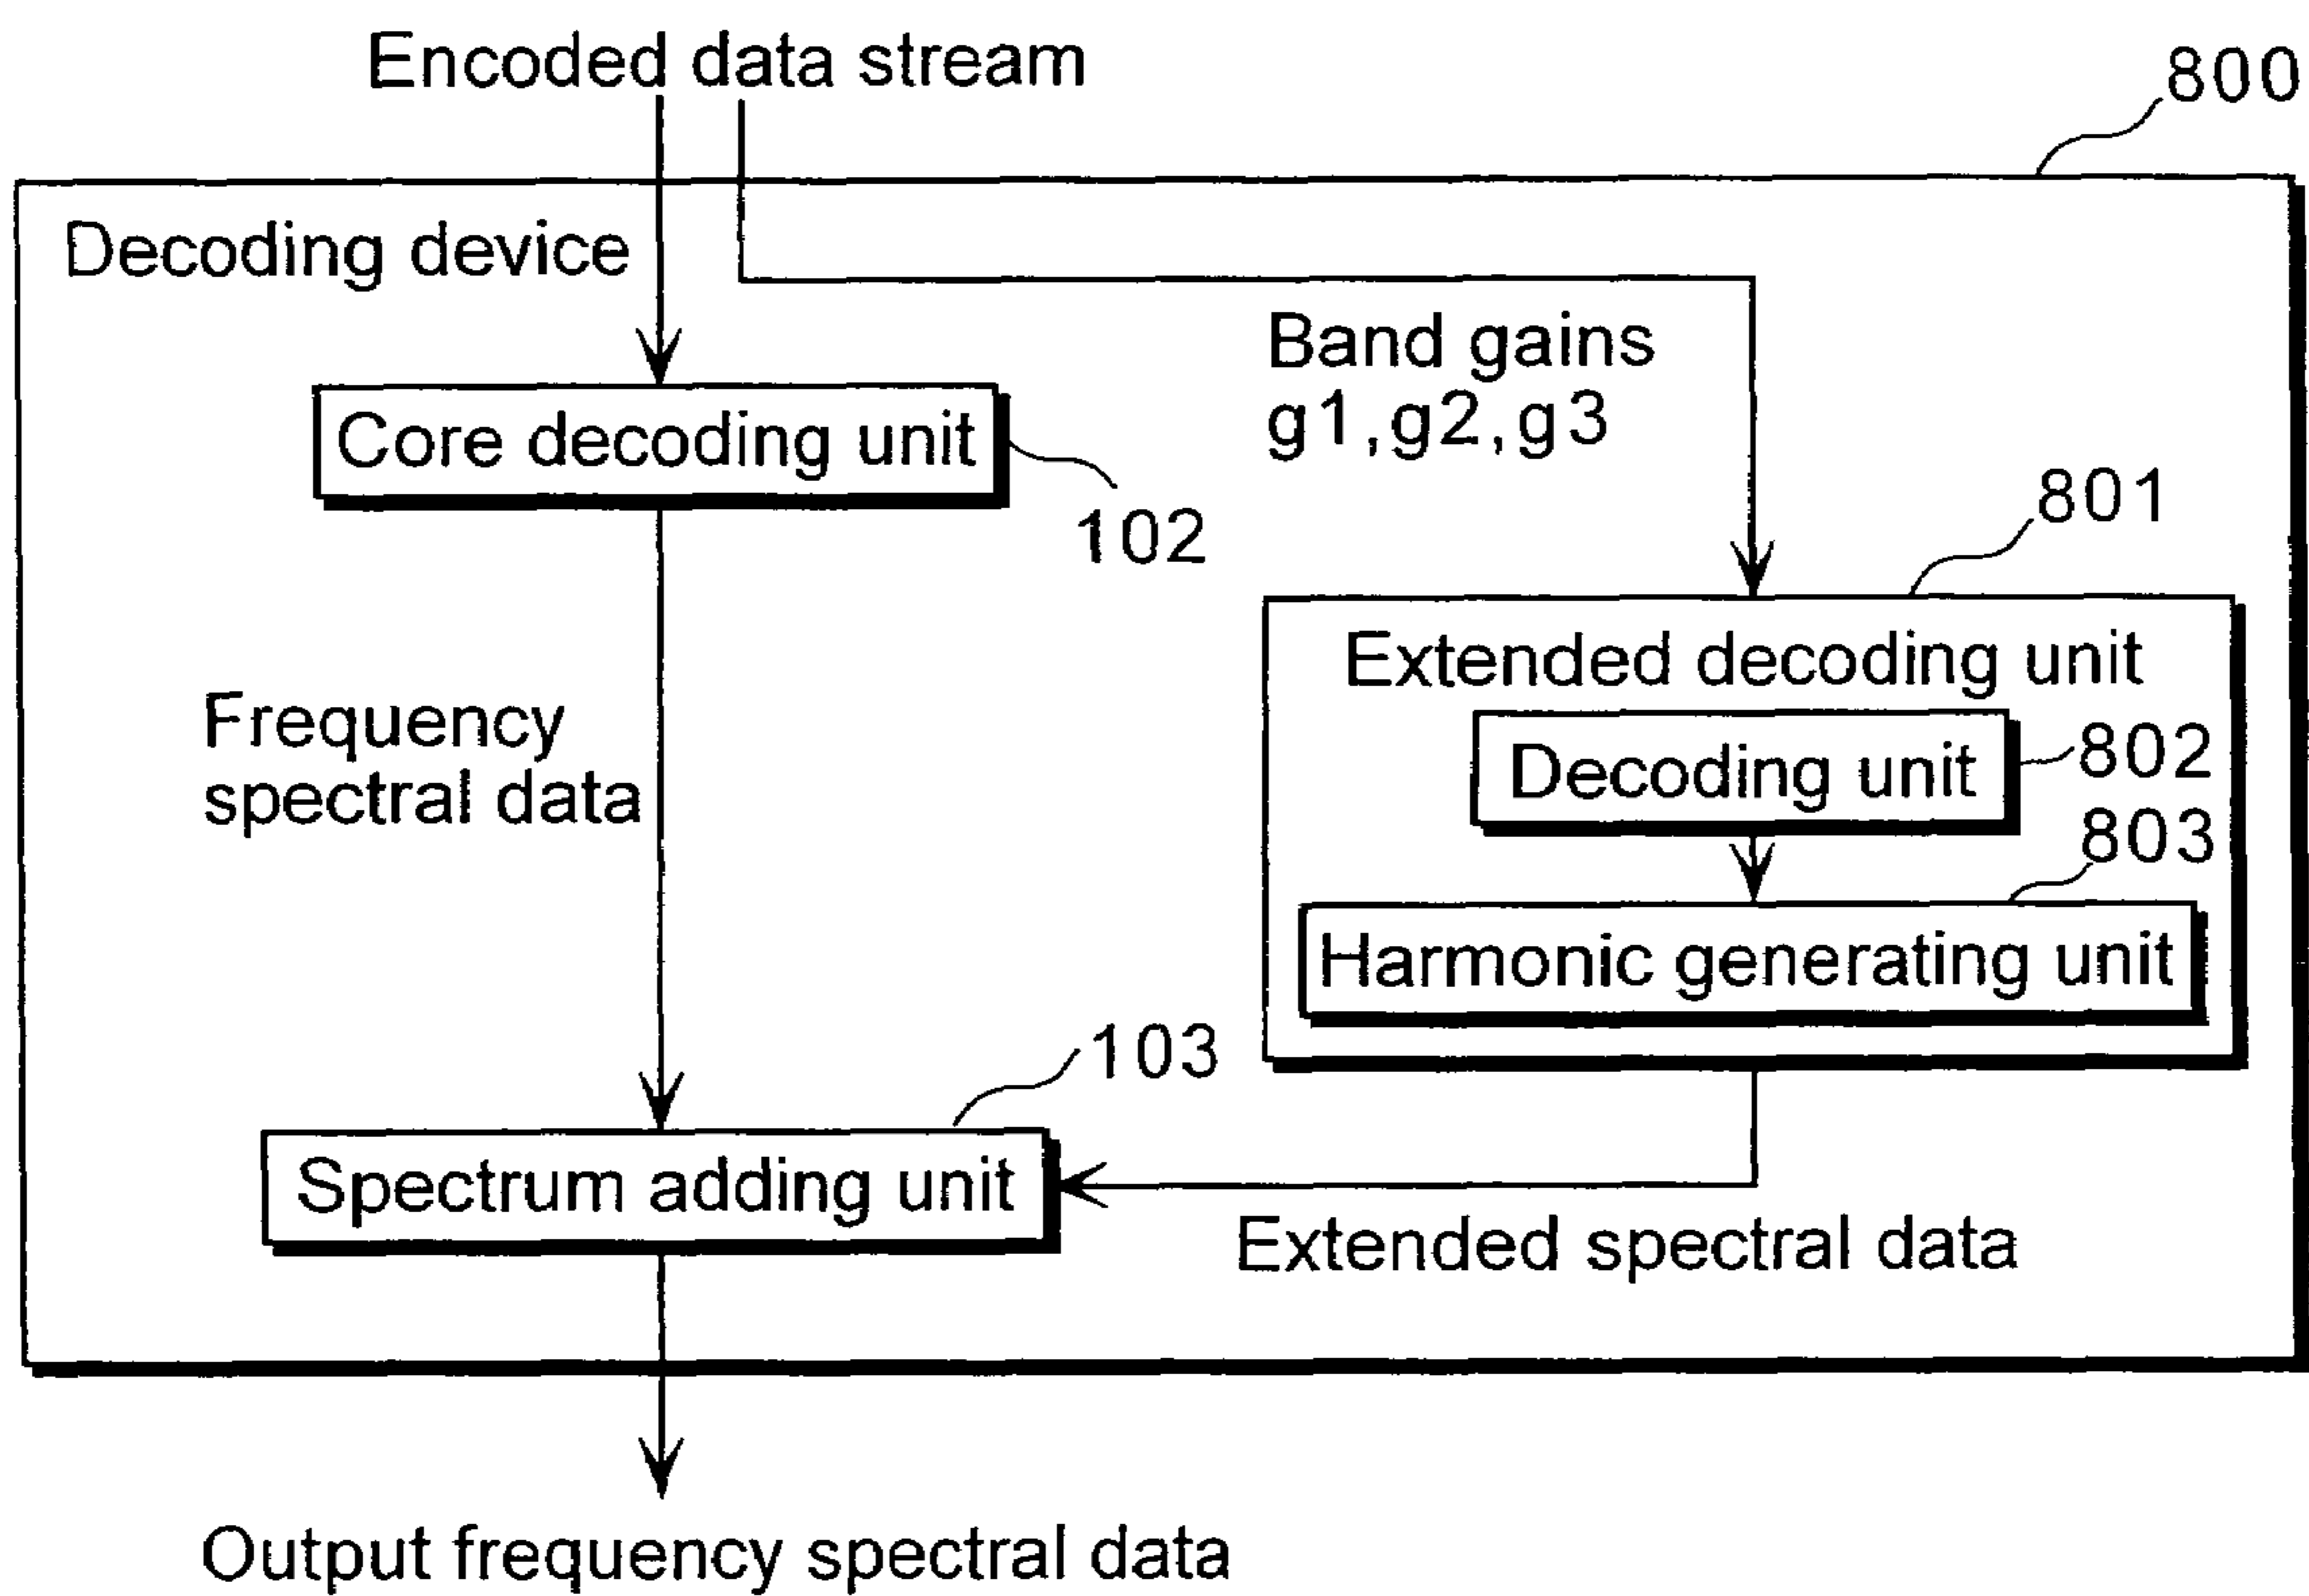 Encoded data stream
800
Decoding device
Band gains
g1,g2,g3
Core decoding unit
102
801
Extended decoding unit
Frequency
spectral data
Decoding unit
802
803
Harmonic generating unit
103
Spectrum adding unit
Extended spectral data
Output frequency spectral data